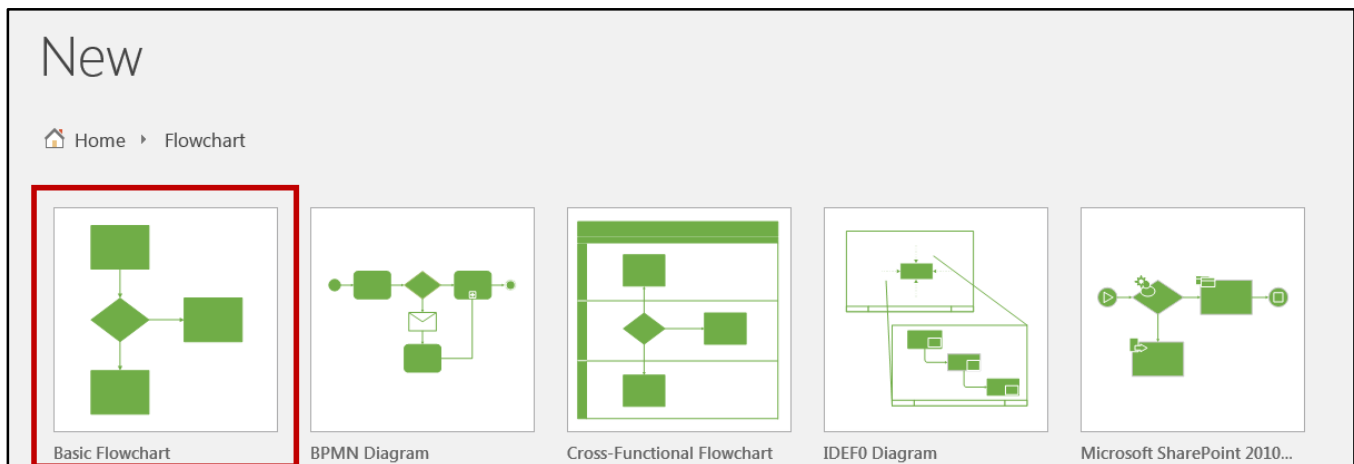 New
Home Flowchart
Basic Flowchart
BPMN Diagram
Cross-Functional Flowchart
IDEF0 Diagram
Microsoft SharePoint 2010...